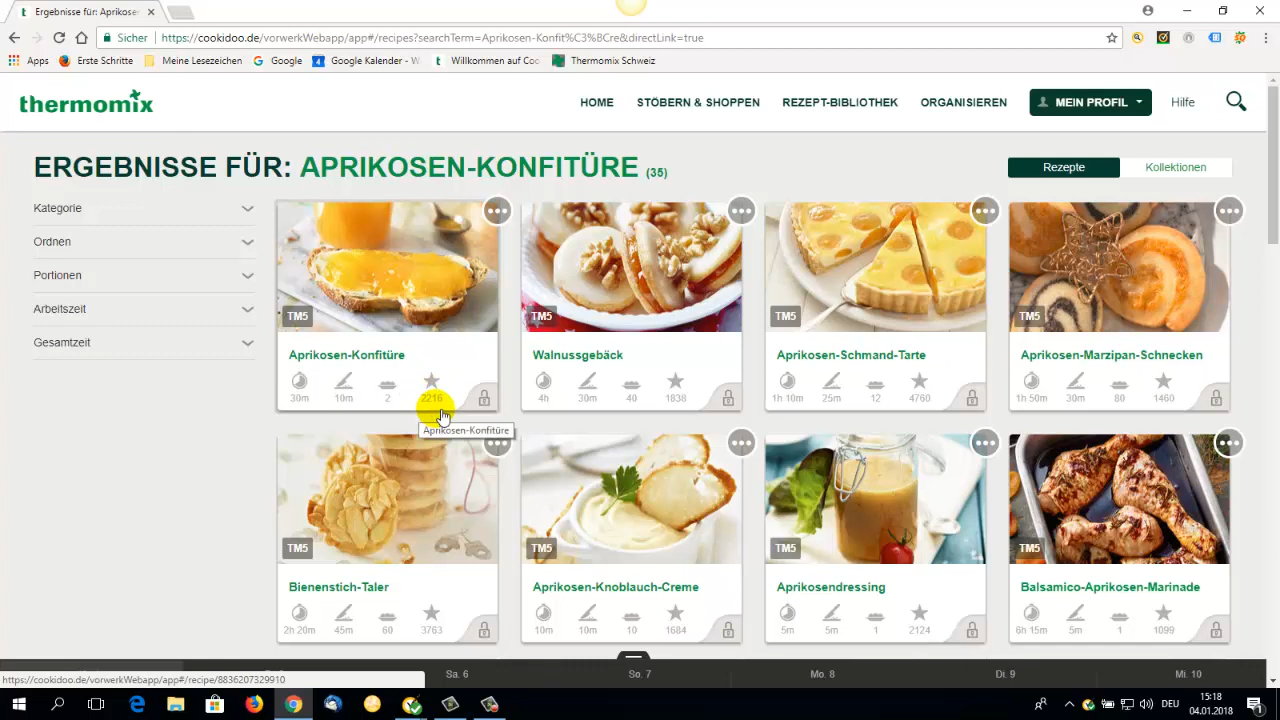 Ergebnisse für: Aprikosen
Sicher
https://cookidoo.de/vorwerkWebapp/app#/recipes?searchTerm=Aprikosen-Konfit%C3%BCre&directLink=true
Apps
Erste Schritte
Meine Lesezeichen
Google
Google Kalender - W
Willkommen auf Coo
Thermomix Schweiz
thermomix
HOME
STÖBERN & SHOPPEN
REZEPT-BIBLIOTHEK
ORGANISIEREN
MEIN PROFIL
Hilfe
ERGEBNISSE FÜR: APRIKOSEN-KONFITÜRE (35)
Rezepte
Kollektionen
Kategorie
Ordnen
Portionen
Arbeitszeit
Gesamtzeit
TM5
Aprikosen-Konfitüre
30m 10m 2 2216
TM5
Walnussgebäck
4h 30m 40 1838
TM5
Aprikosen-Schmand-Tarte
1h 10m 25m 12 4760
TM5
Aprikosen-Marzipan-Schnecken
1h 50m 30m 80 1460
Aprikosen-Konfitüre
TM5
Bienenstich-Taler
2h 20m 45m 60 3763
TM5
Aprikosen-Knoblauch-Creme
10m 10m 10 1684
TM5
Aprikosendressing
5m 5m 1 2124
TM5
Balsamico-Aprikosen-Marinade
6h 15m 5m 1 1099
Sa. 6
So. 7
Mo. 8
Di. 9
Mi. 10
https://cookidoo.de/vorwerkWebapp/app#/recipe/8836207329910
DEU
15:18
04.01.2018